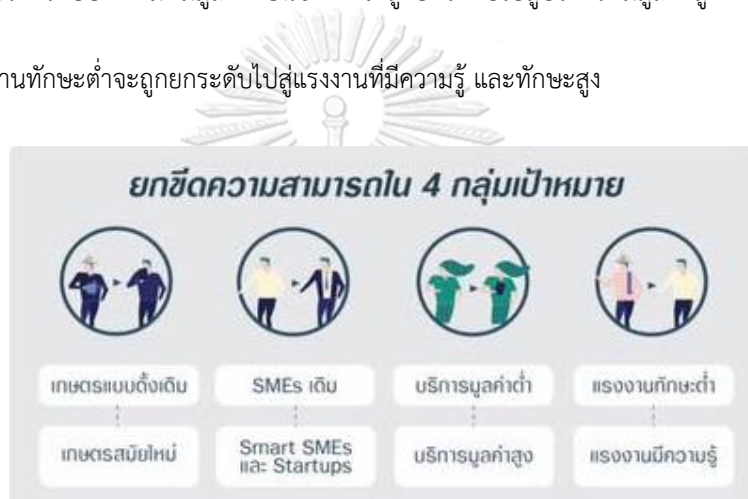 านทักษะต่ำจะถูกยกระดับไปสู่แรงงานที่มีความรู้ และทักษะสูง
ยกขีดความสามารถใน 4 กลุ่มเป้าหมาย
เกษตรแบบดั้งเดิม
SMEs เดิม
บริการมูลค่าต่ำ
แรงงานทักษะต่ำ
เกษตรสมัยใหม่
Smart SMEs
และ Startups
บริการมูลค่าสูง
แรงงานมีความรู้